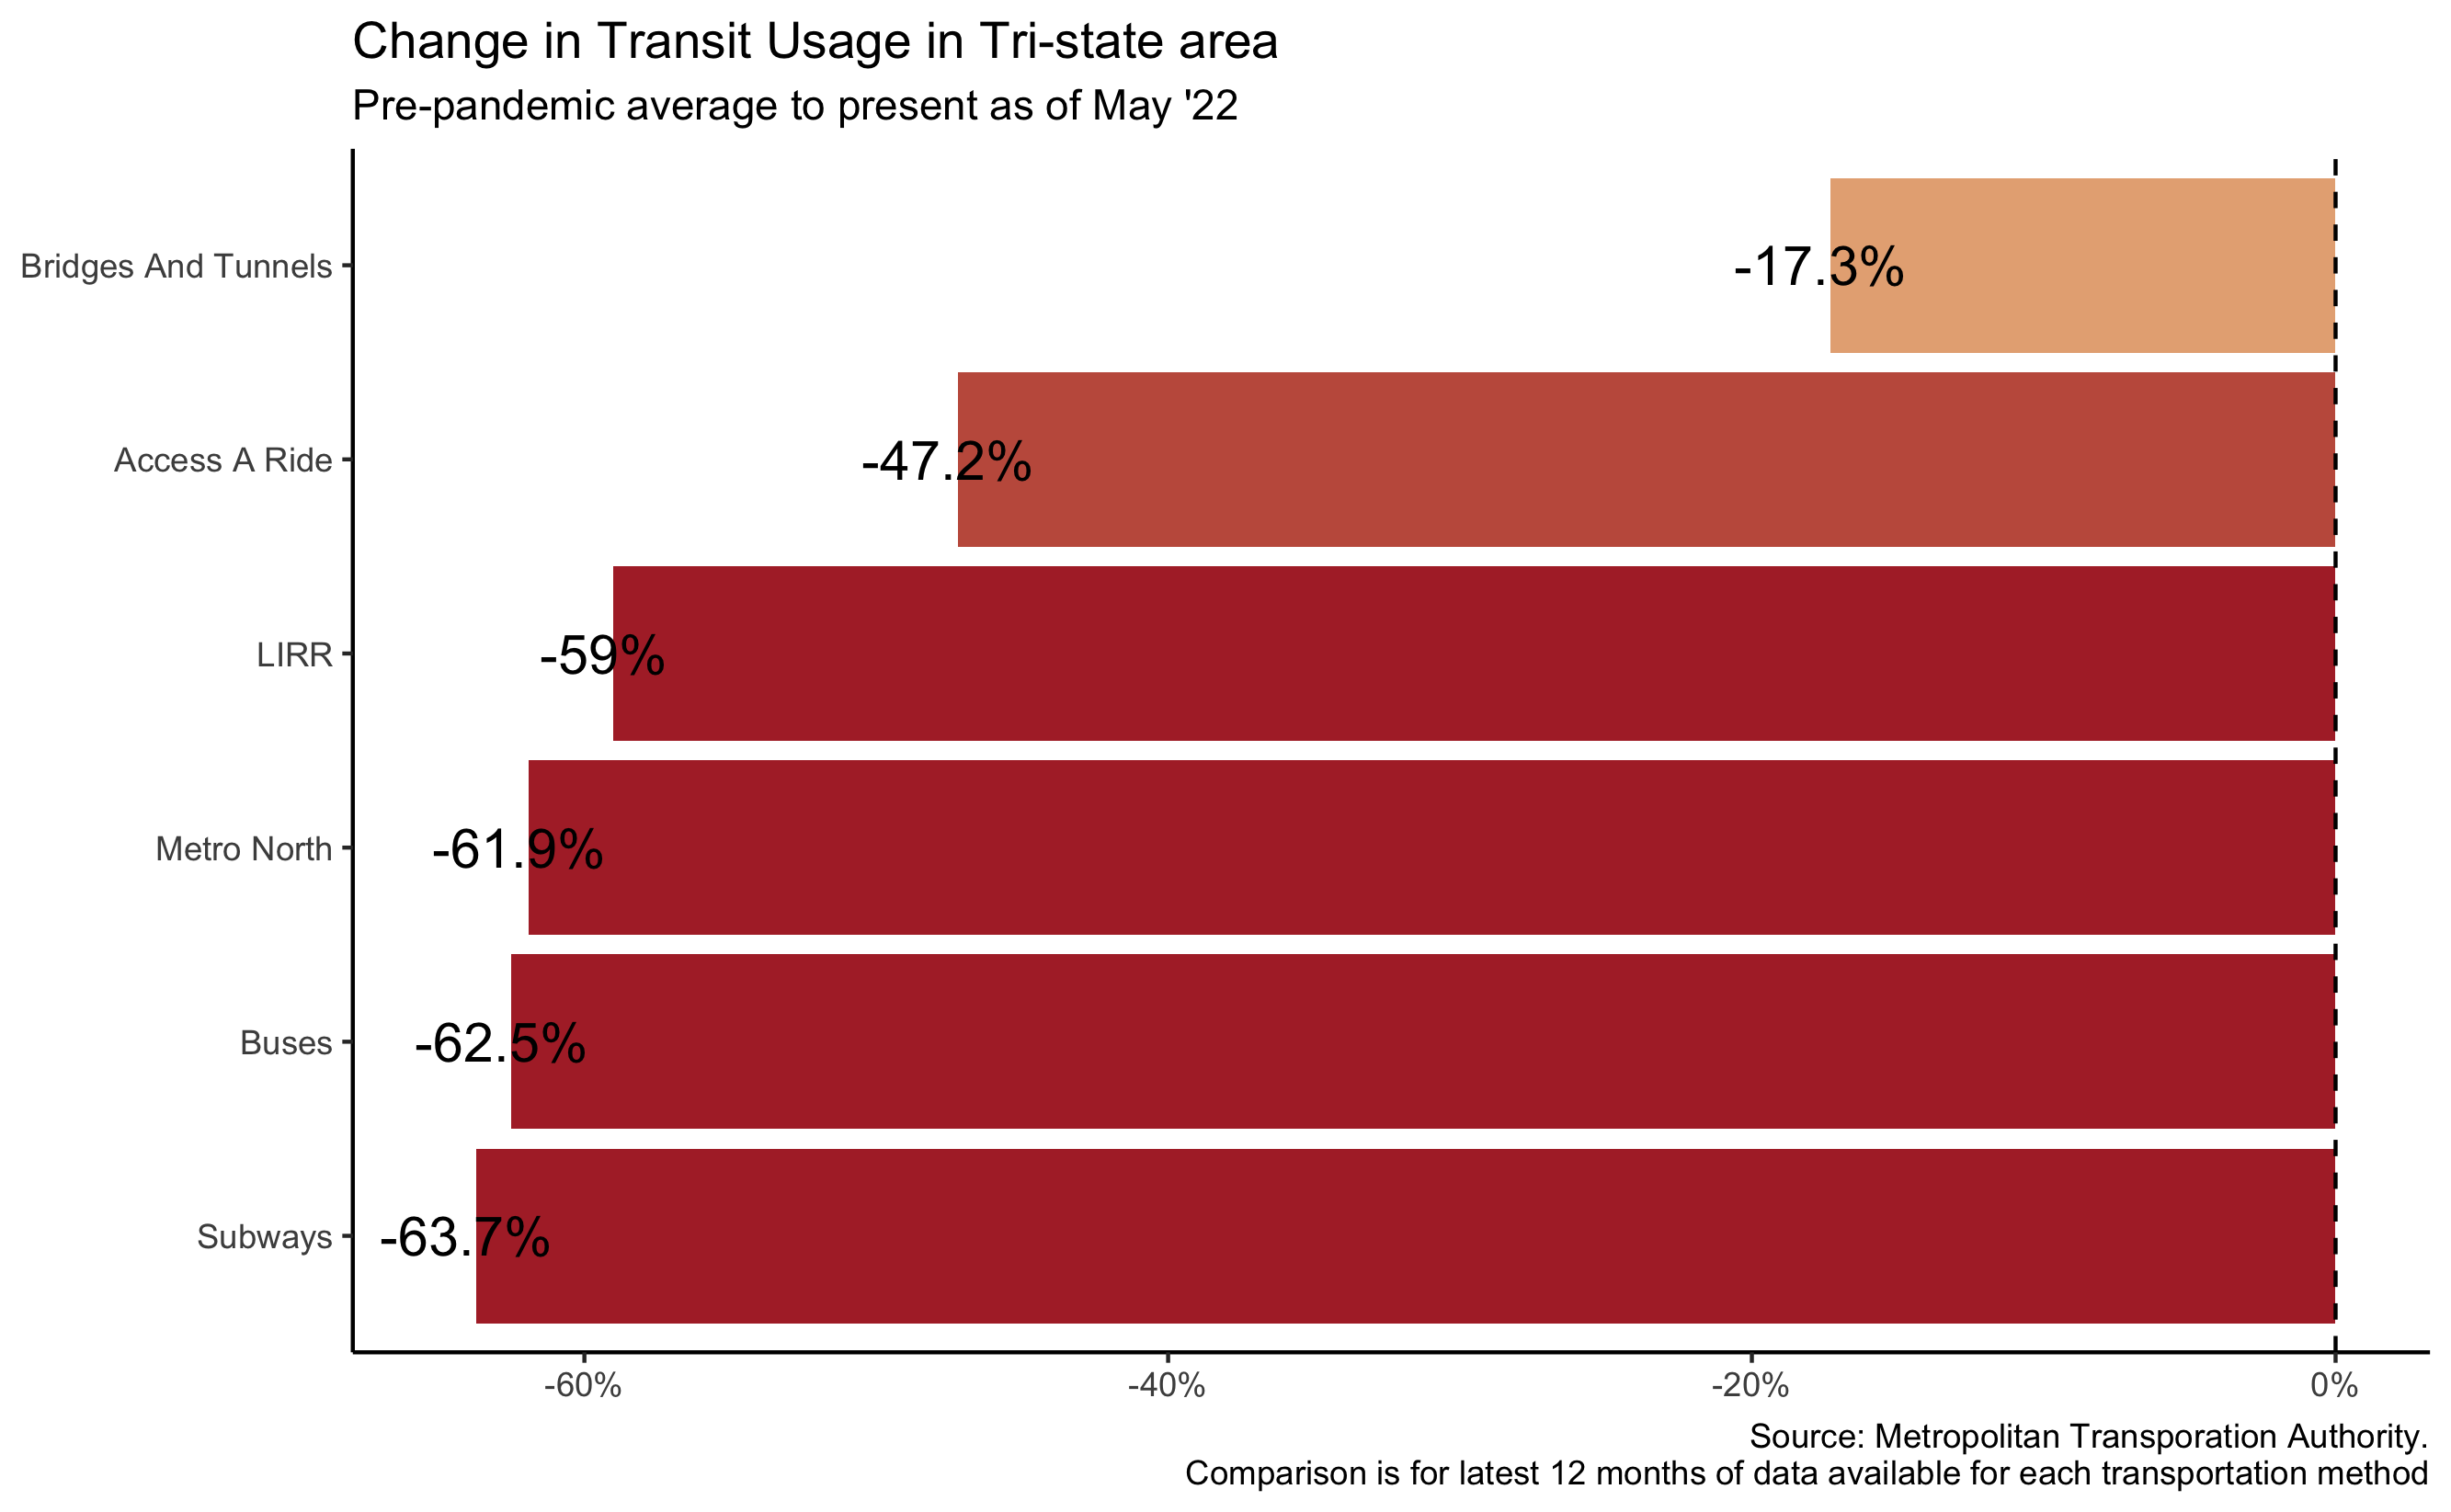 Change in Transit Usage in Tri-state area
Pre-pandemic average to present as of May '22
Bridges And Tunnels
-17.3%
Access A Ride
-47.2%
LIRR
-59%
Metro North
-61.9%
Buses
-62.5%
Subways
-63.7%
-60%
-40%
-20%
0%
Source: Metropolitan Transporation Authority.
Comparison is for latest 12 months of data available for each transportation method